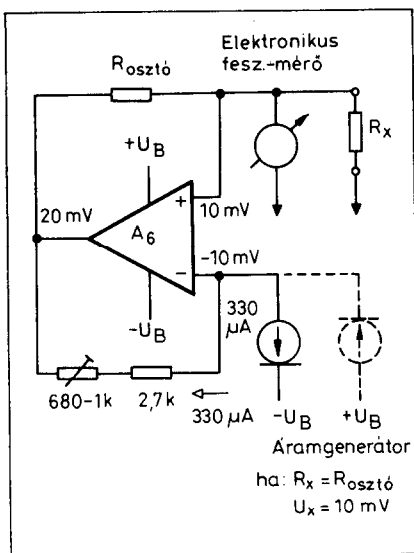 Elektronikus
fesz.-mérő
Rosztó
Rx
+UB
20 mV
A6
+
10 mV
-10 mV
−
-UB
330
μA
680-1k
2,7k
330 μA
-UB
+UB
Áramgenerátor
ha: Rx = Rosztó
Ux = 10 mV